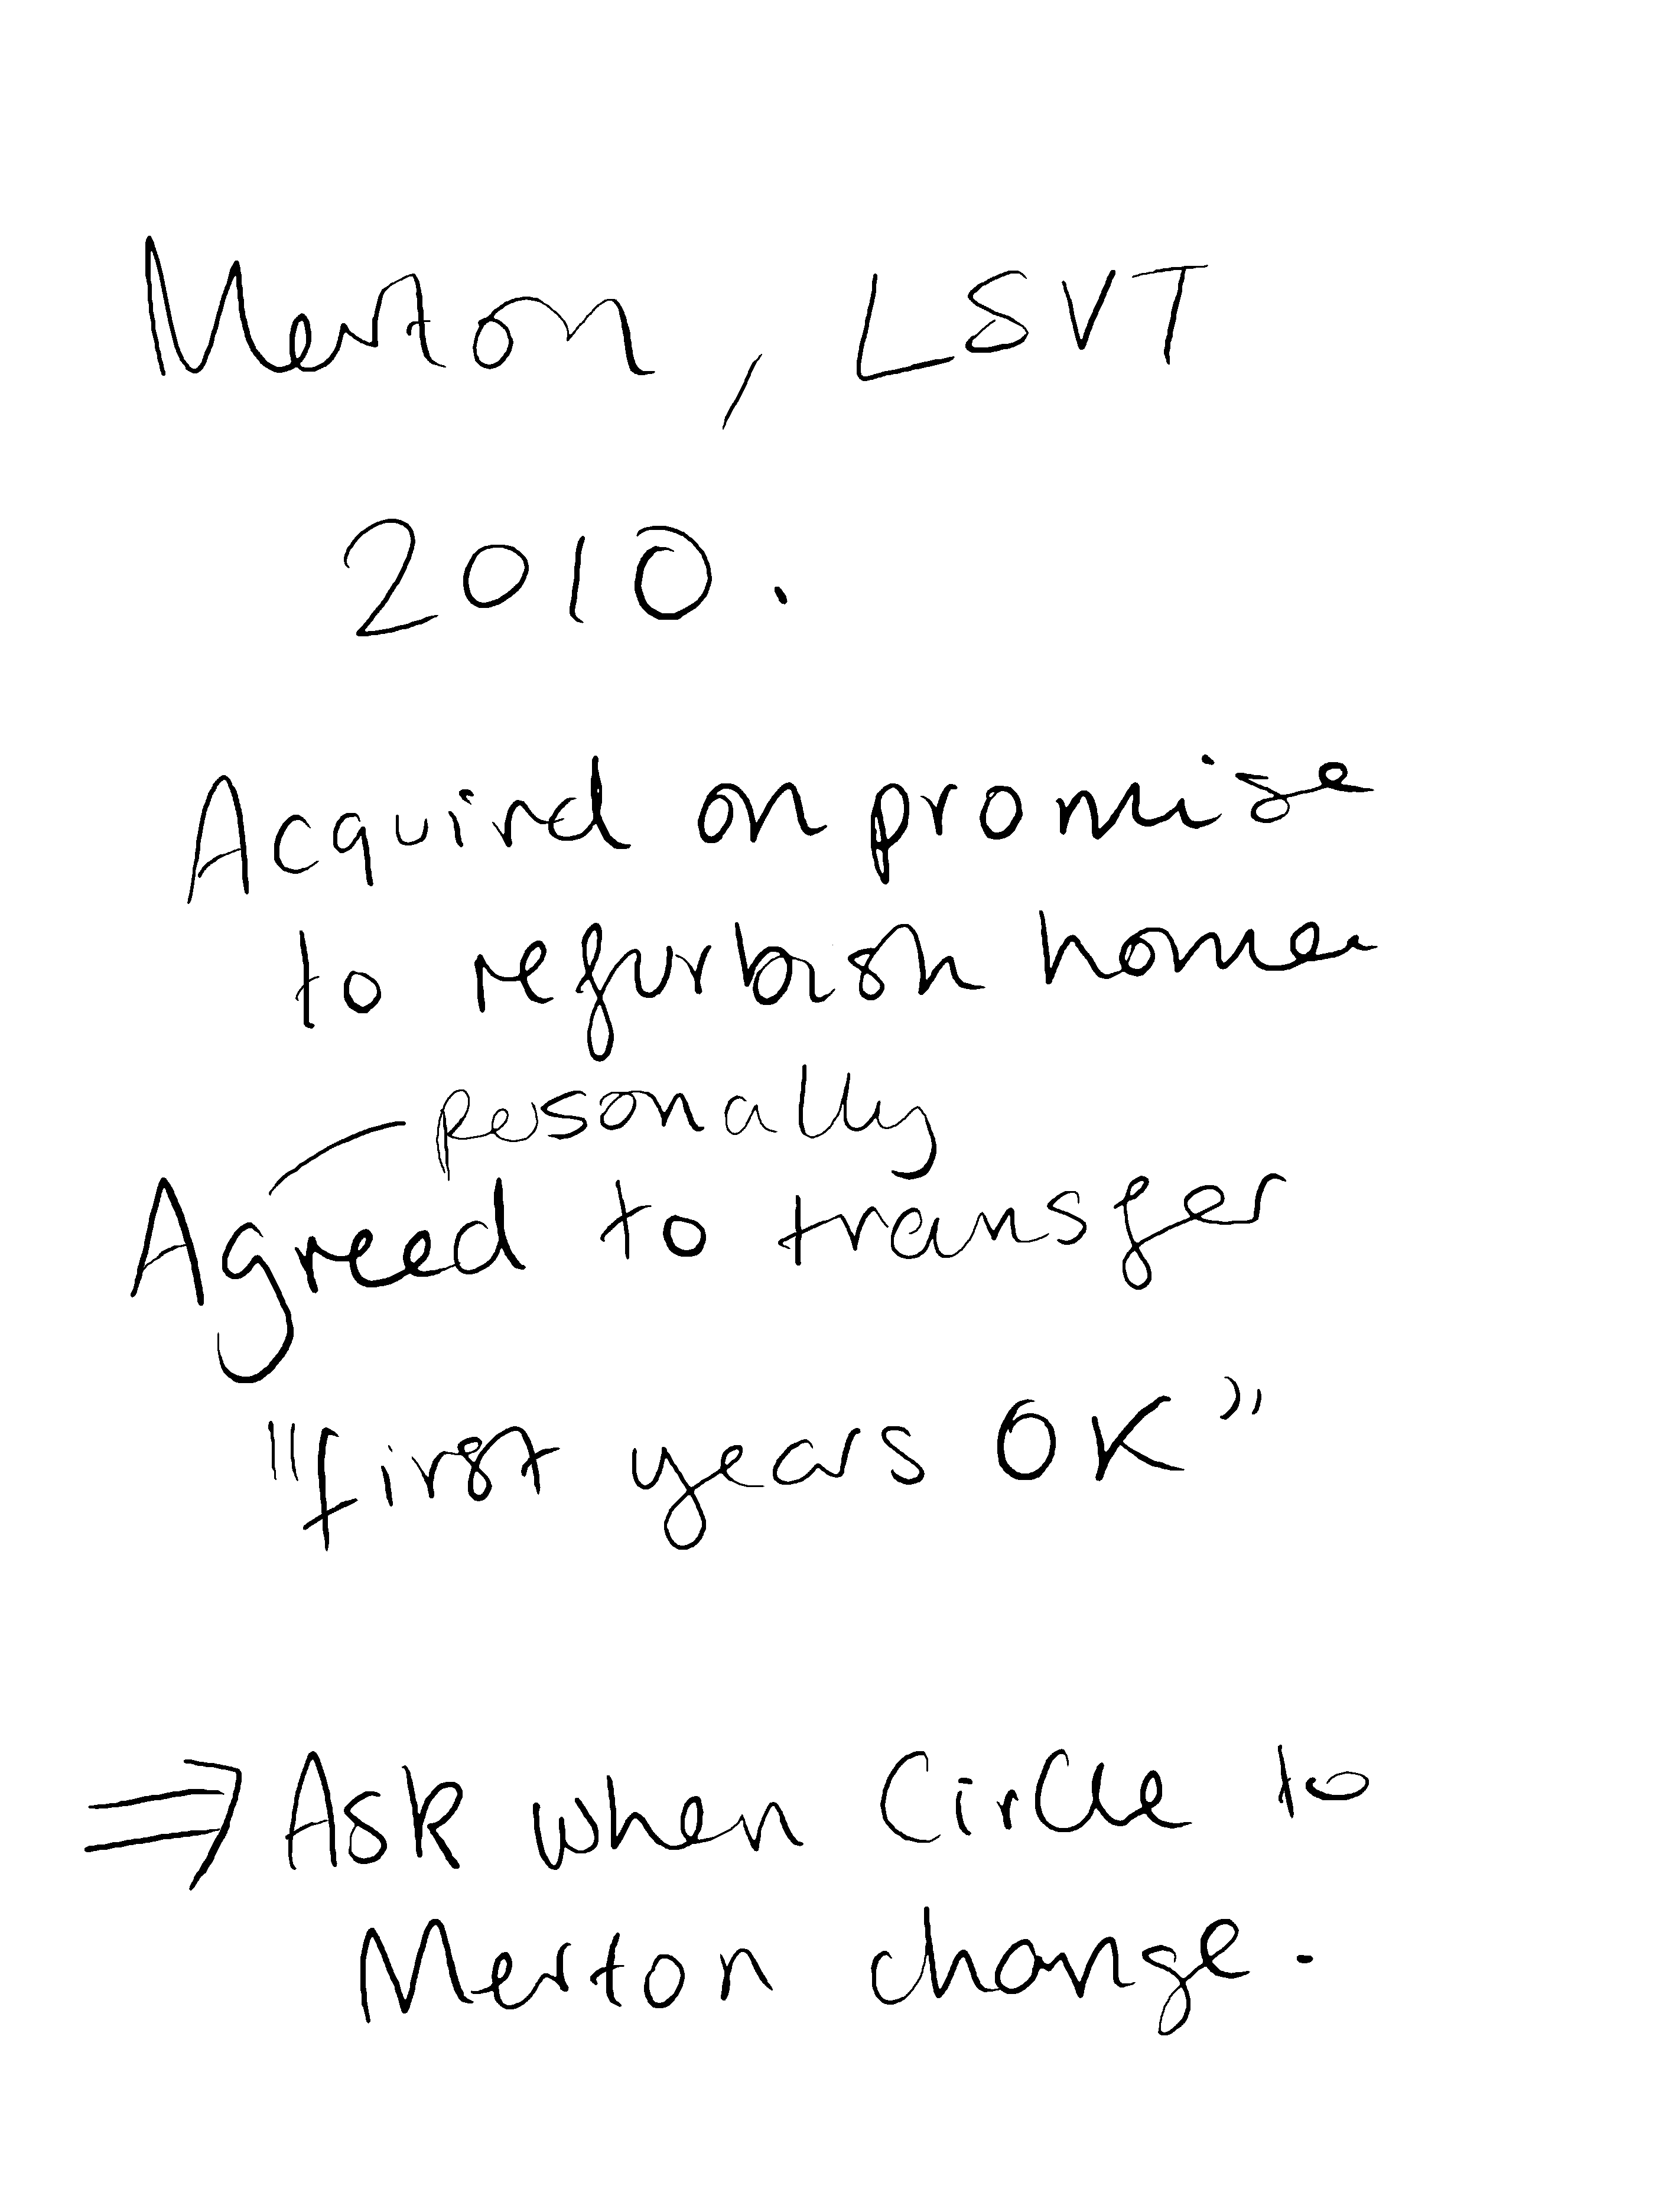 Merton, LSVT
2010.
Acquired on promise
to refurbish homes
personally
Agreed to transfer
"first years OK"
⇒ Ask when Circle to
Merton change.